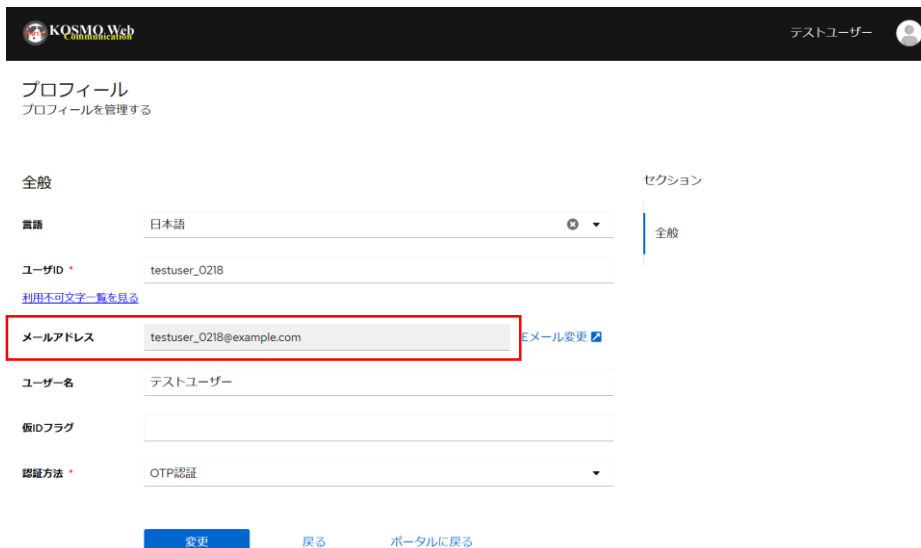 KOSMO.Web
Communication
テストユーザー
プロフィール
プロフィールを管理する
全般
セクション
言語
日本語
全般
ユーザID *
testuser_0218
利用不可文字一覧を見る
メールアドレス
testuser_0218@example.com
Eメール変更
ユーザー名
テストユーザー
仮IDフラグ
認証方法 *
OTP認証
変更
戻る
ポータルに戻る